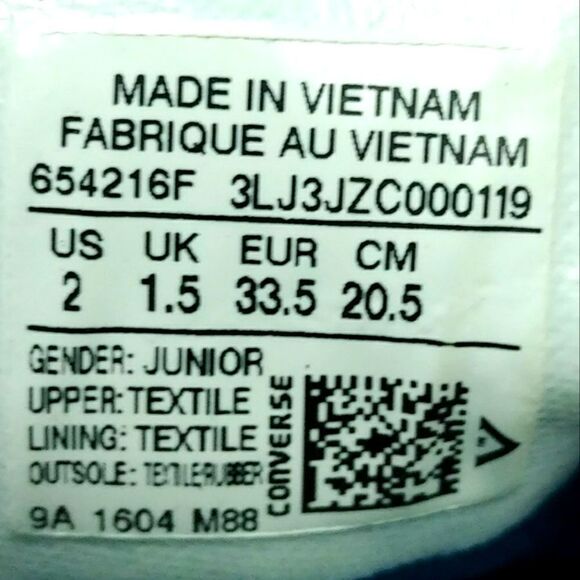 MADE IN VIETNAM
FABRIQUE AU VIETNAM
654216F 3LJ3JZC000119
US UK EUR CM
2 1.5 33.5 20.5
GENDER: JUNIOR
UPPER: TEXTILE
LINING: TEXTILE
OUTSOLE: TEXTILE/RUBBER
9A 1604 M88
CONVERSE